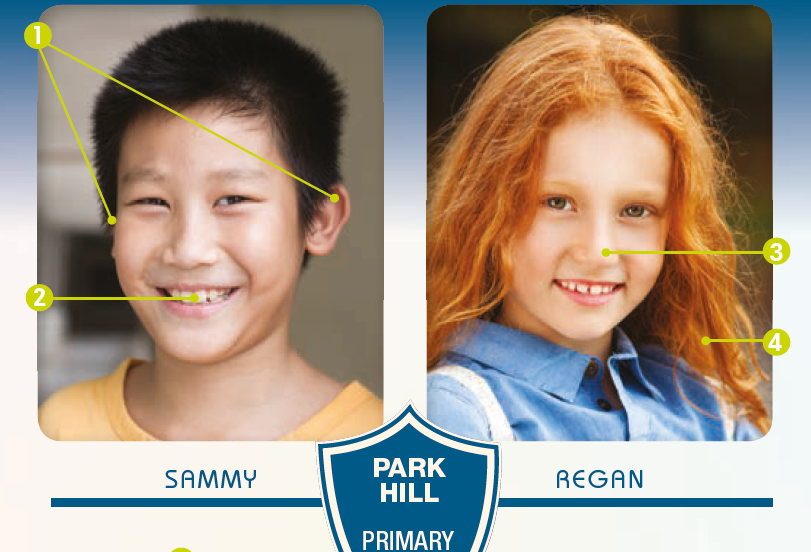 1
2
3
4
SAMMY
REGAN
PARK
HILL
PRIMARY